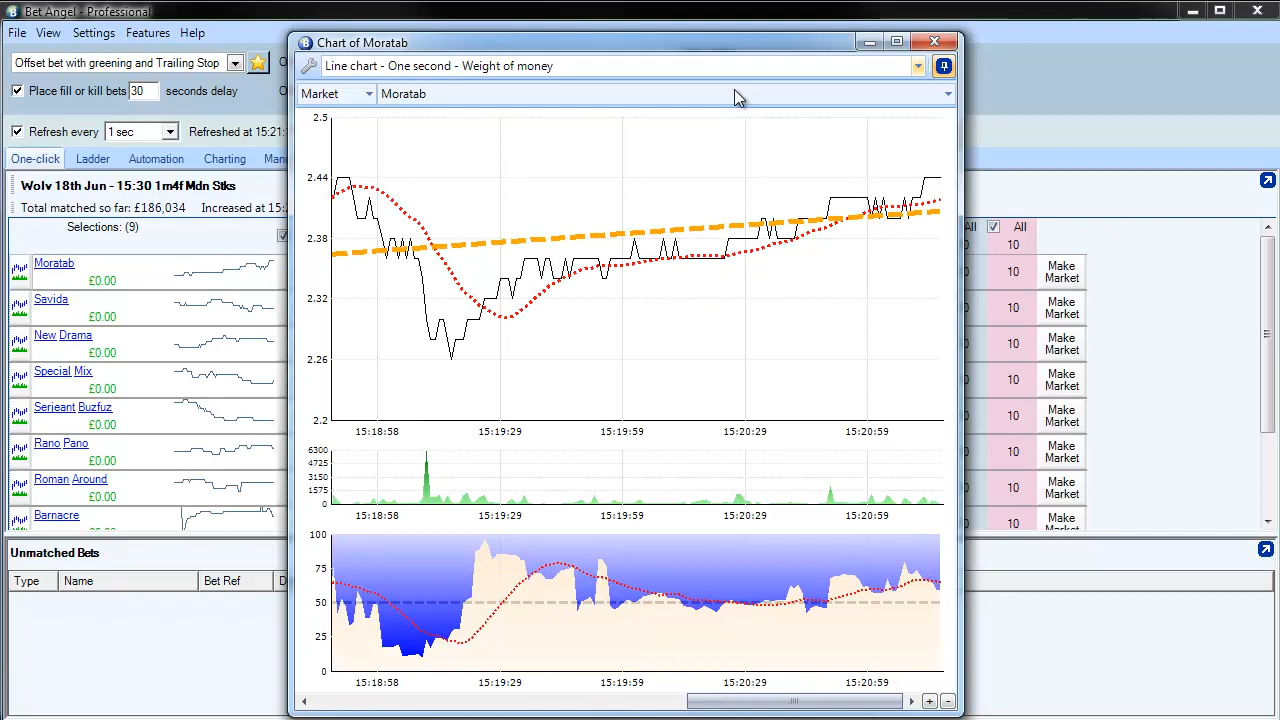 Bet Angel - Professional
File View Settings Features Help
Offset bet with greening and Trailing Stop
Place fill or kill bets 30 seconds delay
Refresh every 1 sec Refreshed at 15:21:
One-click Ladder Automation Charting Manu
Wolv 18th Jun - 15:30 1m4f Mdn Stks
Total matched so far: £186,034 Increased at 15:2
Selections: (9)
Moratab
£0.00
Savida
£0.00
New Drama
£0.00
Special Mix
£0.00
Serjeant Buzfuz
£0.00
Rano Pano
£0.00
Roman Around
£0.00
Barnacre
£0.00
Unmatched Bets
Type Name Bet Ref D
Chart of Moratab
Line chart - One second - Weight of money
Market Moratab
2.5
2.44
2.38
2.32
2.26
2.2
15:18:58 15:19:29 15:19:59 15:20:29 15:20:59
6300
4725
3150
1575
0
15:18:58 15:19:29 15:19:59 15:20:29 15:20:59
100
75
50
25
0
15:18:58 15:19:29 15:19:59 15:20:29 15:20:59
All All
10
10 Make Market
10 Make Market
10 Make Market
10 Make Market
10 Make Market
10 Make Market
10 Make Market
10 Make Market